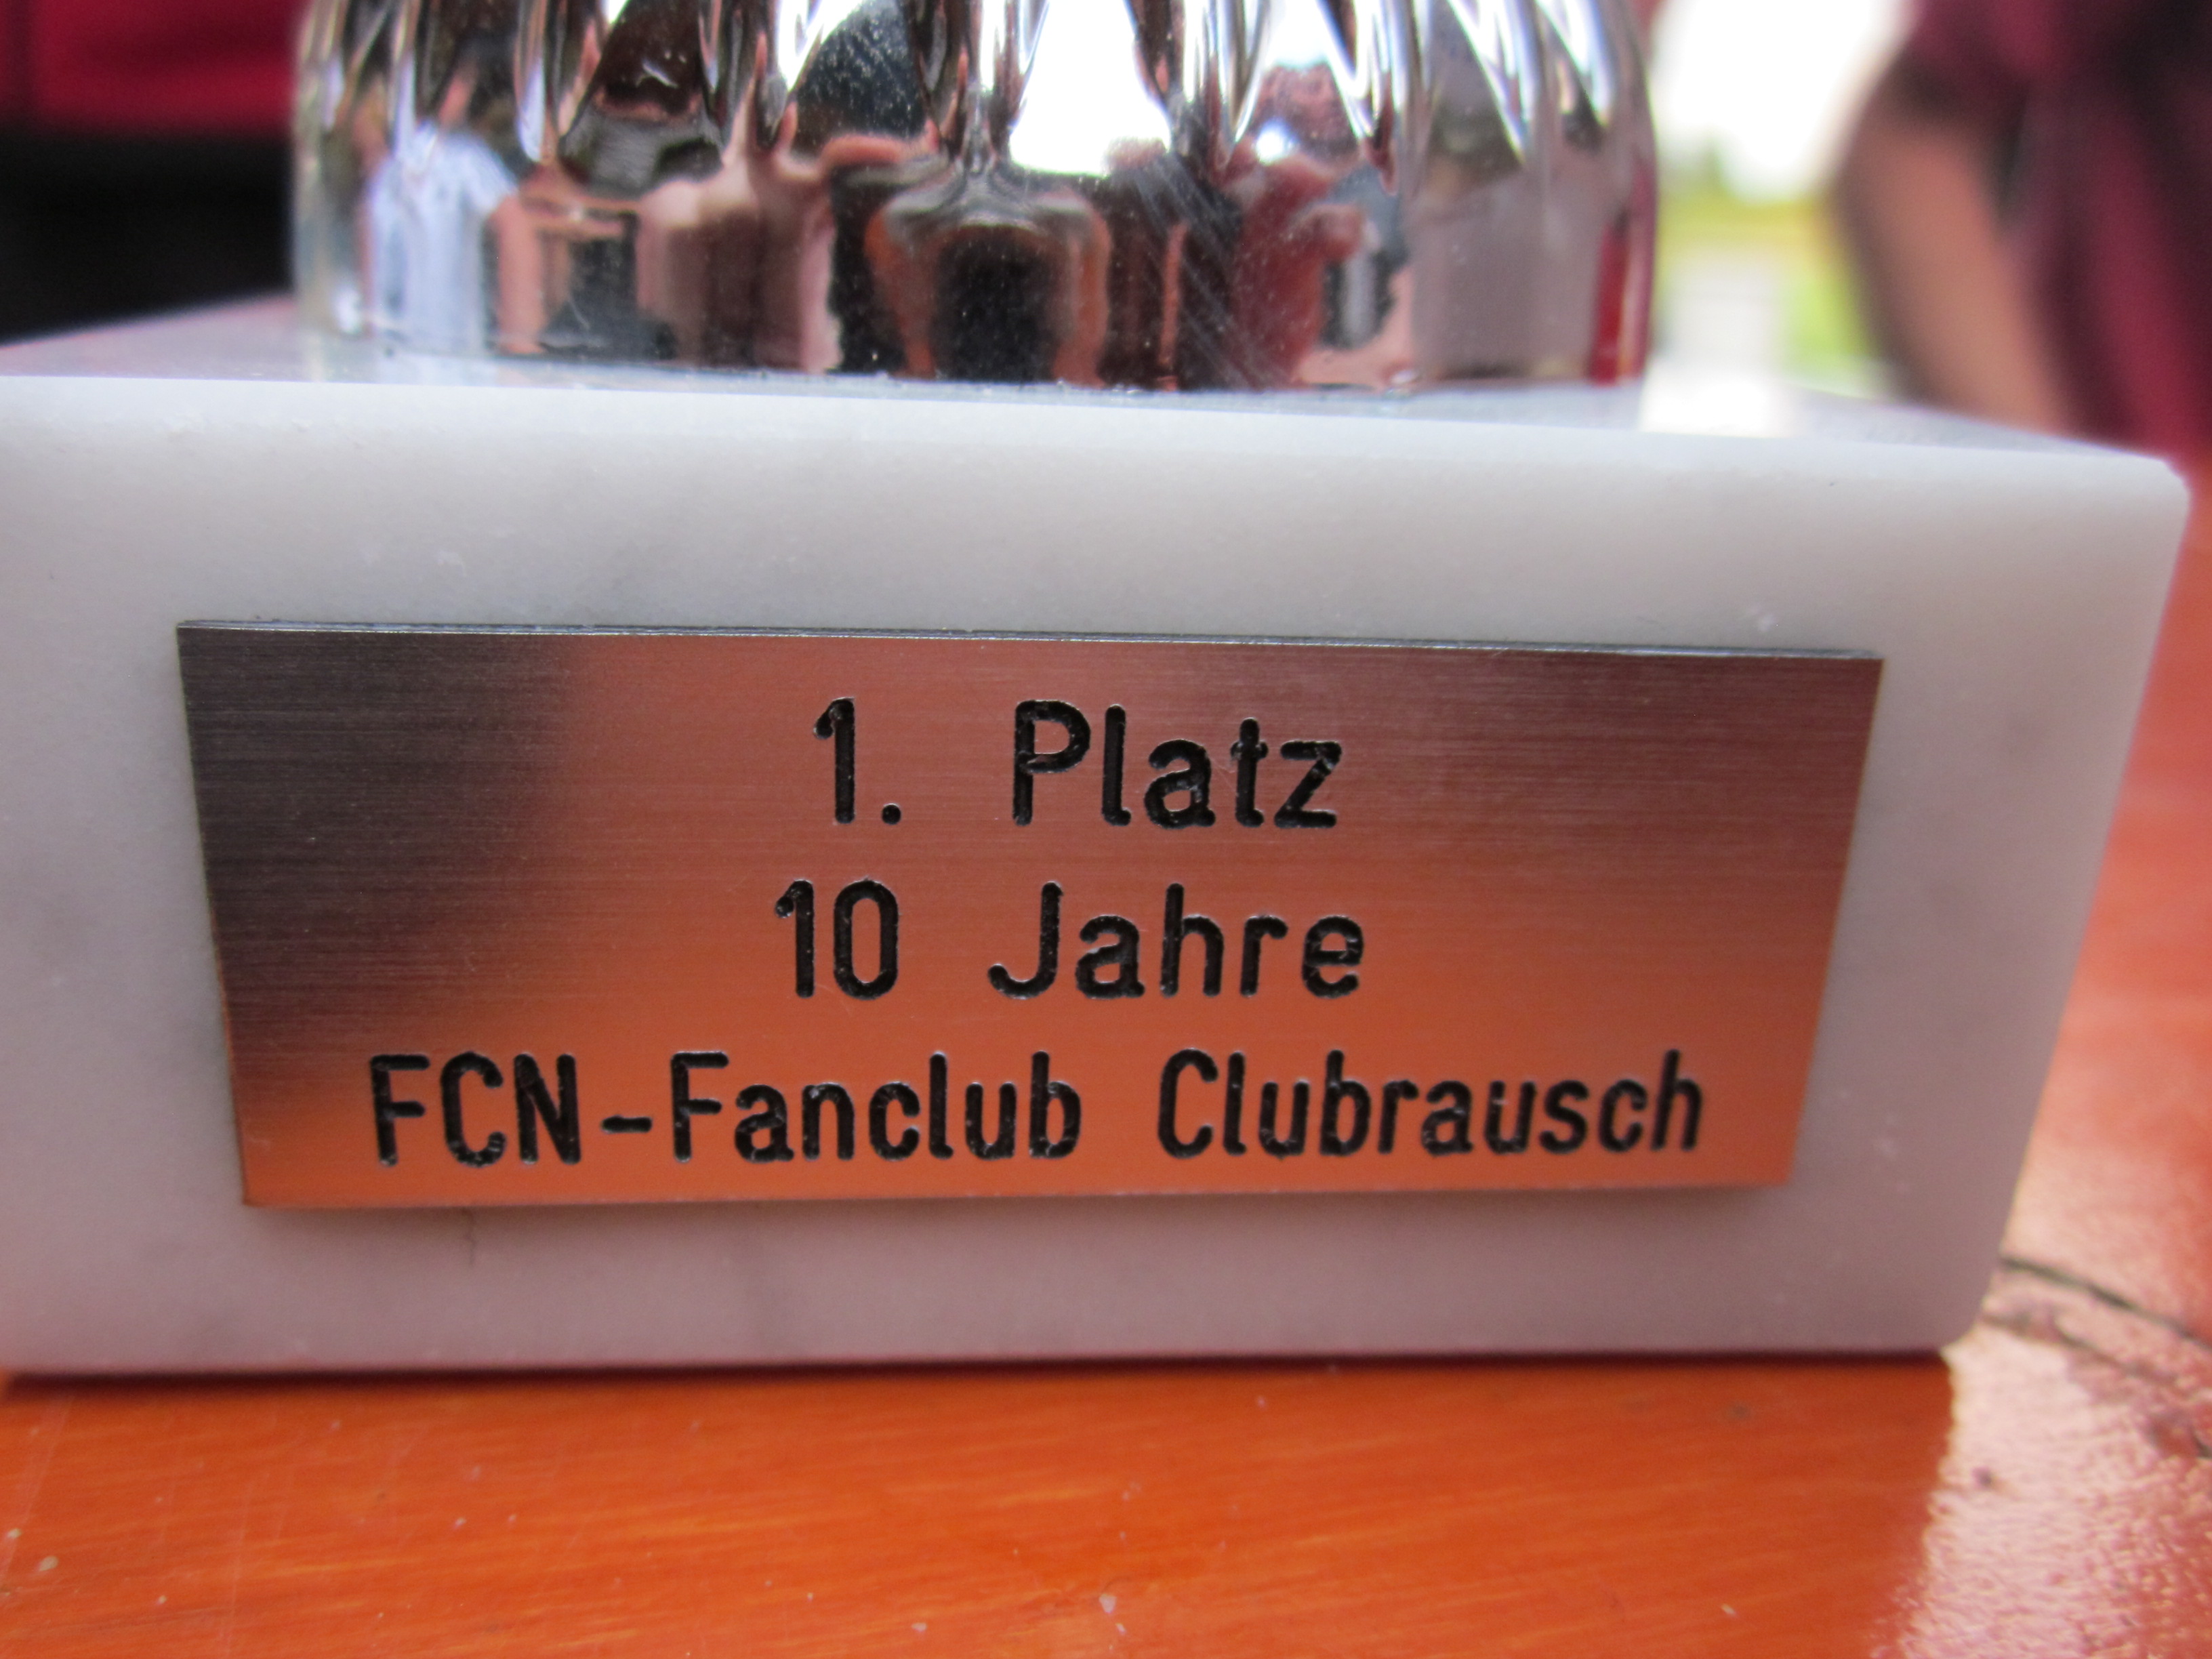 1. Platz
10 Jahre
FCN-Fanclub Clubrausch